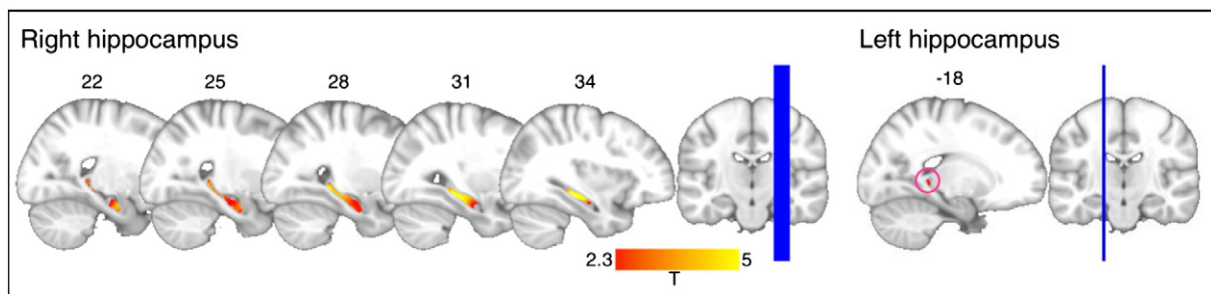 Right hippocampus
Left hippocampus
22 25 28 31 34
-18
2.3 5
T